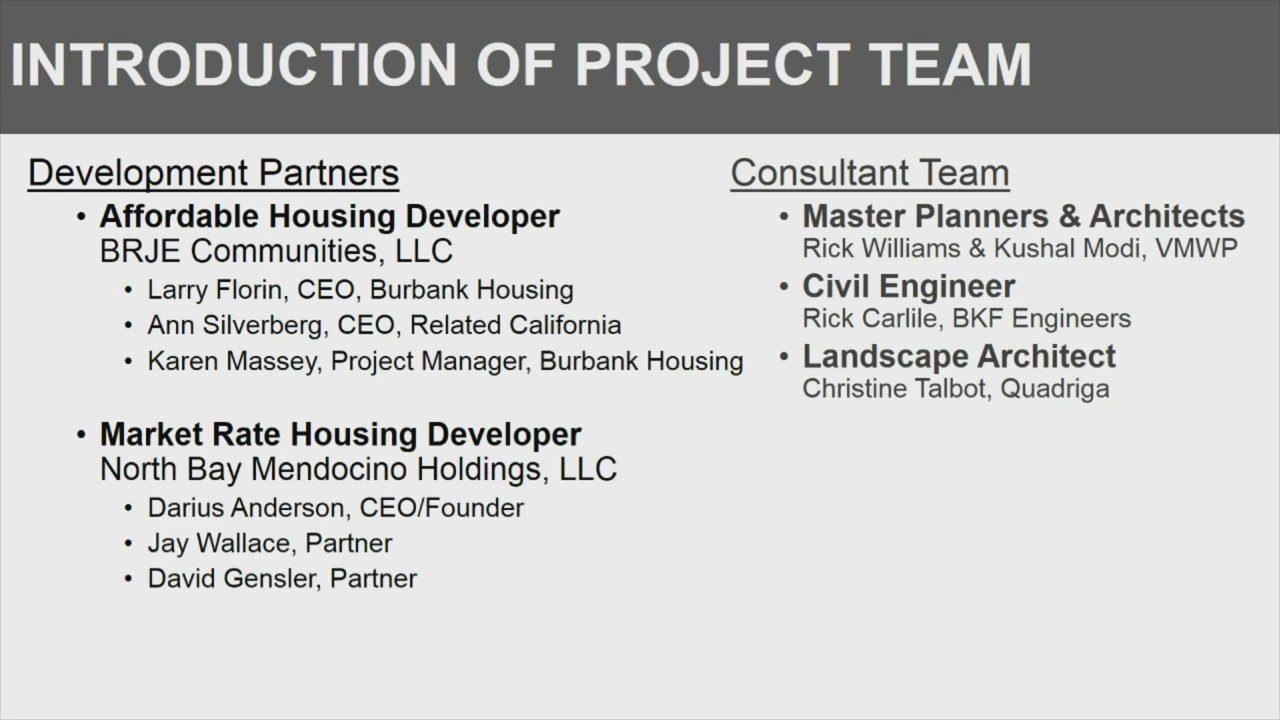 INTRODUCTION OF PROJECT TEAM
Development Partners
• Affordable Housing Developer
BRJE Communities, LLC
• Larry Florin, CEO, Burbank Housing
• Ann Silverberg, CEO, Related California
• Karen Massey, Project Manager, Burbank Housing
• Market Rate Housing Developer
North Bay Mendocino Holdings, LLC
• Darius Anderson, CEO/Founder
• Jay Wallace, Partner
• David Gensler, Partner
Consultant Team
• Master Planners & Architects
Rick Williams & Kushal Modi, VMWP
• Civil Engineer
Rick Carlile, BKF Engineers
• Landscape Architect
Christine Talbot, Quadriga